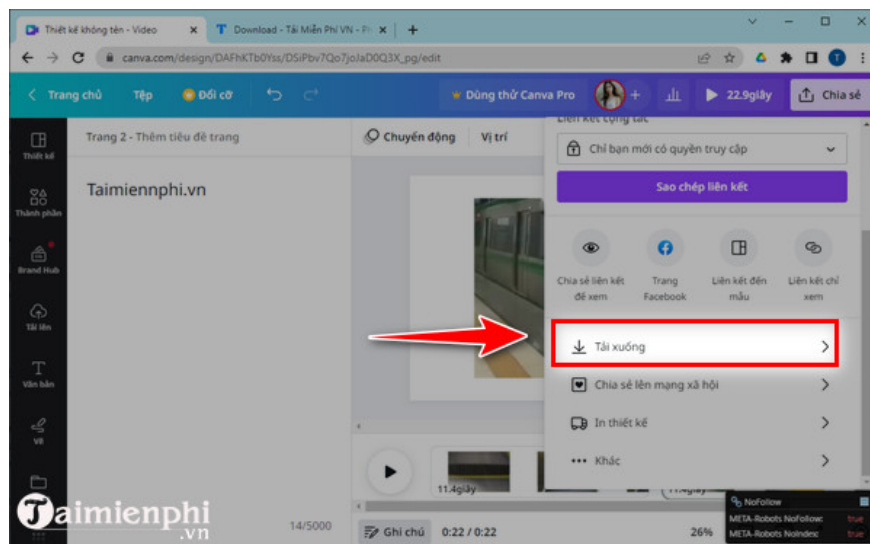 Thiết kế không tên - Video
Download - Tải Miễn Phí VN - Ph
canva.com/design/DAFhKTb0Yss/DSiPbv7Qo7joJaD0Q3X_pg/edit
Trang chủ
Tệp
Đổi cỡ
Dùng thử Canva Pro
22.9giây
Chia sẻ
Thiết kế
Thành phần
Brand Hub
Tải lên
Văn bản
Vẽ
Trang 2 - Thêm tiêu đề trang
Taimiennphi.vn
14/5000
Chuyển động
Vị trí
Liên kết cộng tác
Chỉ bạn mới có quyền truy cập
Sao chép liên kết
Chia sẻ liên kết
để xem
Trang
Facebook
Liên kết đến
mẫu
Liên kết chỉ
xem
Tải xuống
Chia sẻ lên mạng xã hội
In thiết kế
Khác
11.4giây
11.4giây
Ghi chú
0:22 / 0:22
26%
NoFollow
META-Robots NoFollow: true
META-Robots NoIndex: true
Taimienphi
.vn